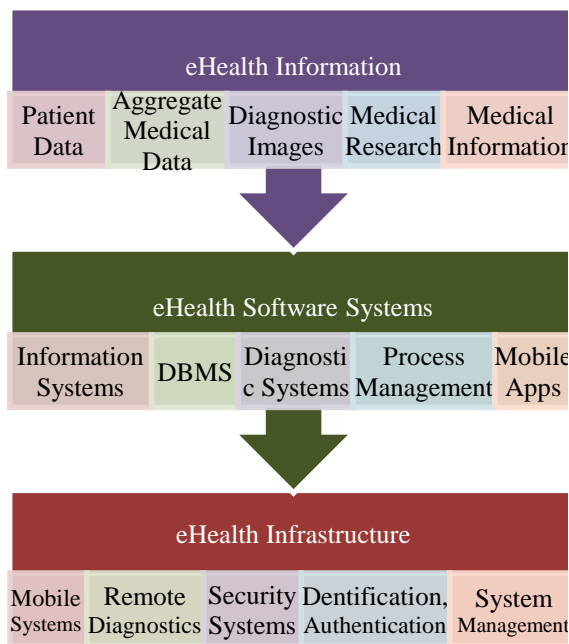 eHealth Information
Patient
Data
Aggregate
Medical
Data
Diagnostic
Images
Medical
Research
Medical
Information
eHealth Software Systems
Information
Systems
DBMS
Diagnosti
c Systems
Process
Management
Mobile
Apps
eHealth Infrastructure
Mobile
Systems
Remote
Diagnostics
Security
Systems
Dentification,
Authentication
System
Management